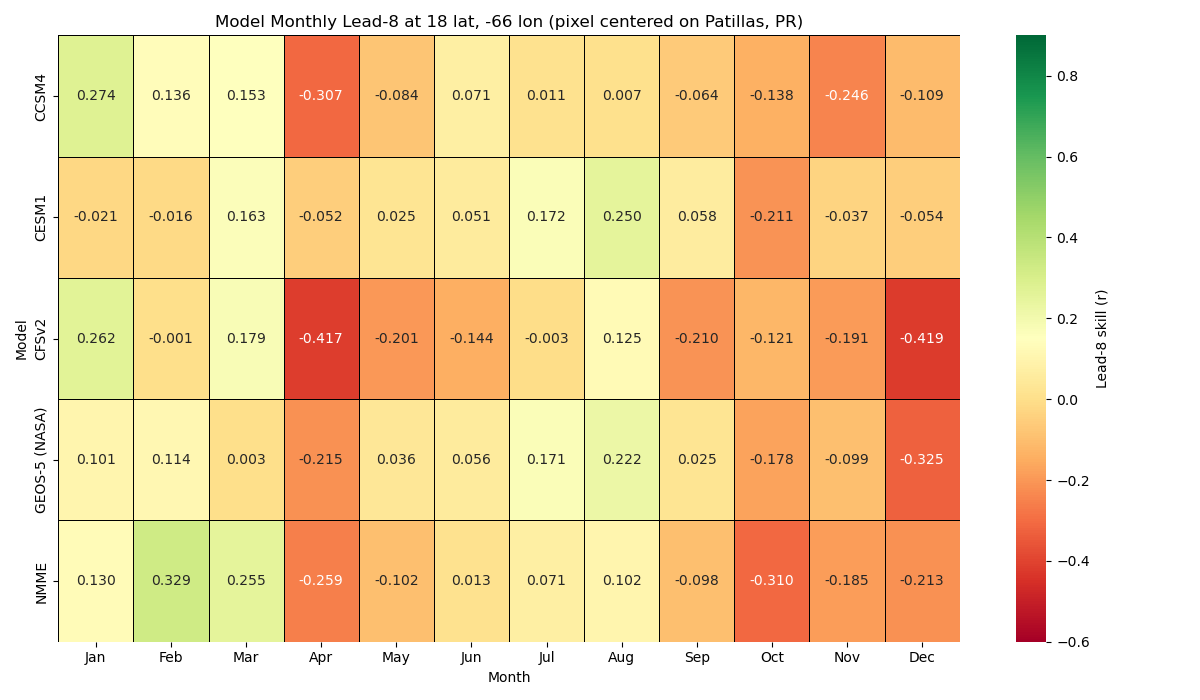 Model Monthly Lead-8 at 18 lat, -66 lon (pixel centered on Patillas, PR)
Model
CCSM4 0.274 0.136 0.153 -0.307 -0.084 0.071 0.011 0.007 -0.064 -0.138 -0.246 -0.109
CESM1 -0.021 -0.016 0.163 -0.052 0.025 0.051 0.172 0.250 0.058 -0.211 -0.037 -0.054
CFSv2 0.262 -0.001 0.179 -0.417 -0.201 -0.144 -0.003 0.125 -0.210 -0.121 -0.191 -0.419
GEOS-5 (NASA) 0.101 0.114 0.003 -0.215 0.036 0.056 0.171 0.222 0.025 -0.178 -0.099 -0.325
NMME 0.130 0.329 0.255 -0.259 -0.102 0.013 0.071 0.102 -0.098 -0.310 -0.185 -0.213
Jan Feb Mar Apr May Jun Jul Aug Sep Oct Nov Dec
Month
0.8
0.6
0.4
0.2
0.0
−0.2
−0.4
−0.6
Lead-8 skill (r)